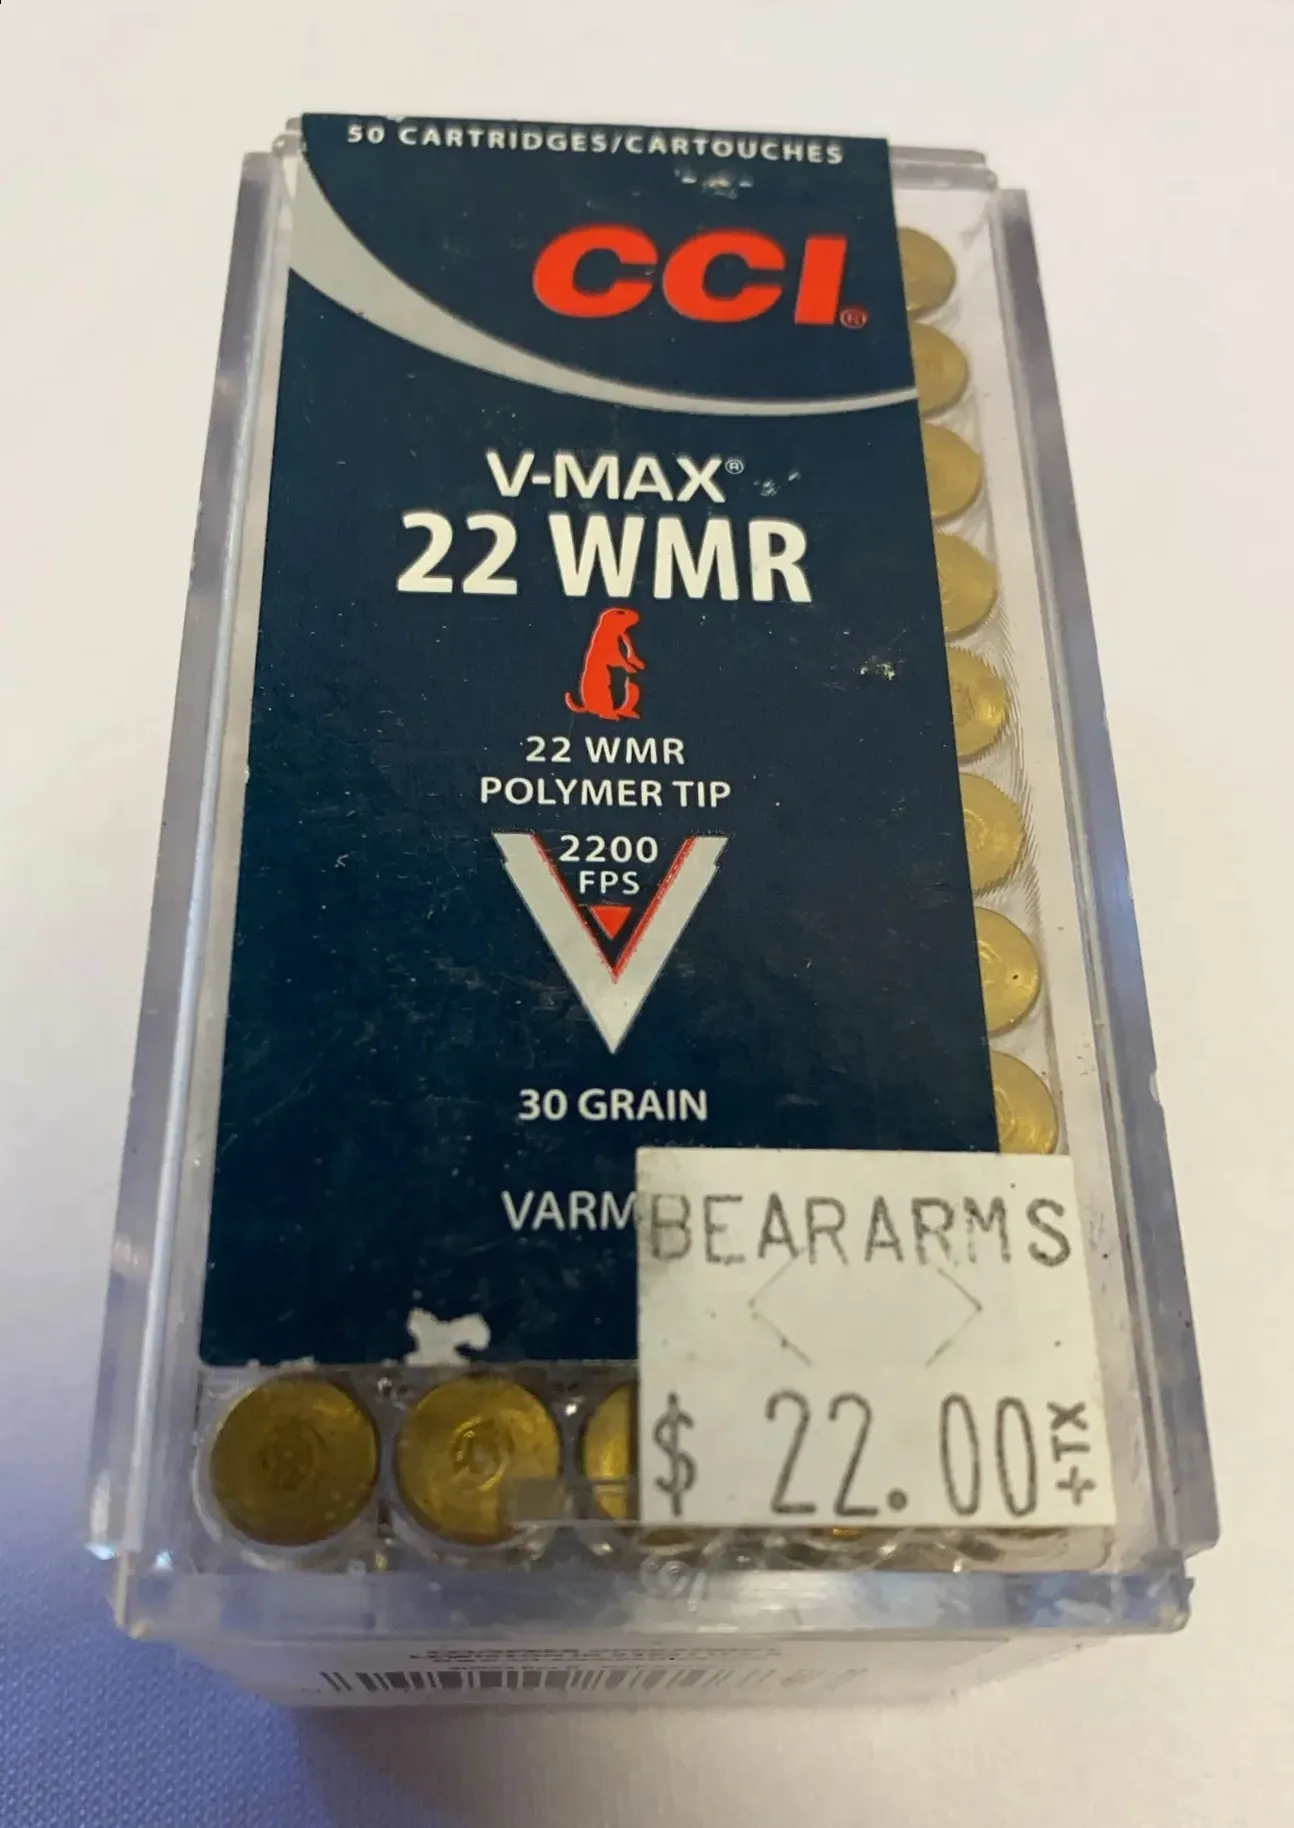 50 CARTRIDGES/CARTOUCHES
CCI®
V-MAX®
22 WMR
22 WMR
POLYMER TIP
2200
FPS
30 GRAIN
VARM
BEARARMS
$ 22.00 +TX